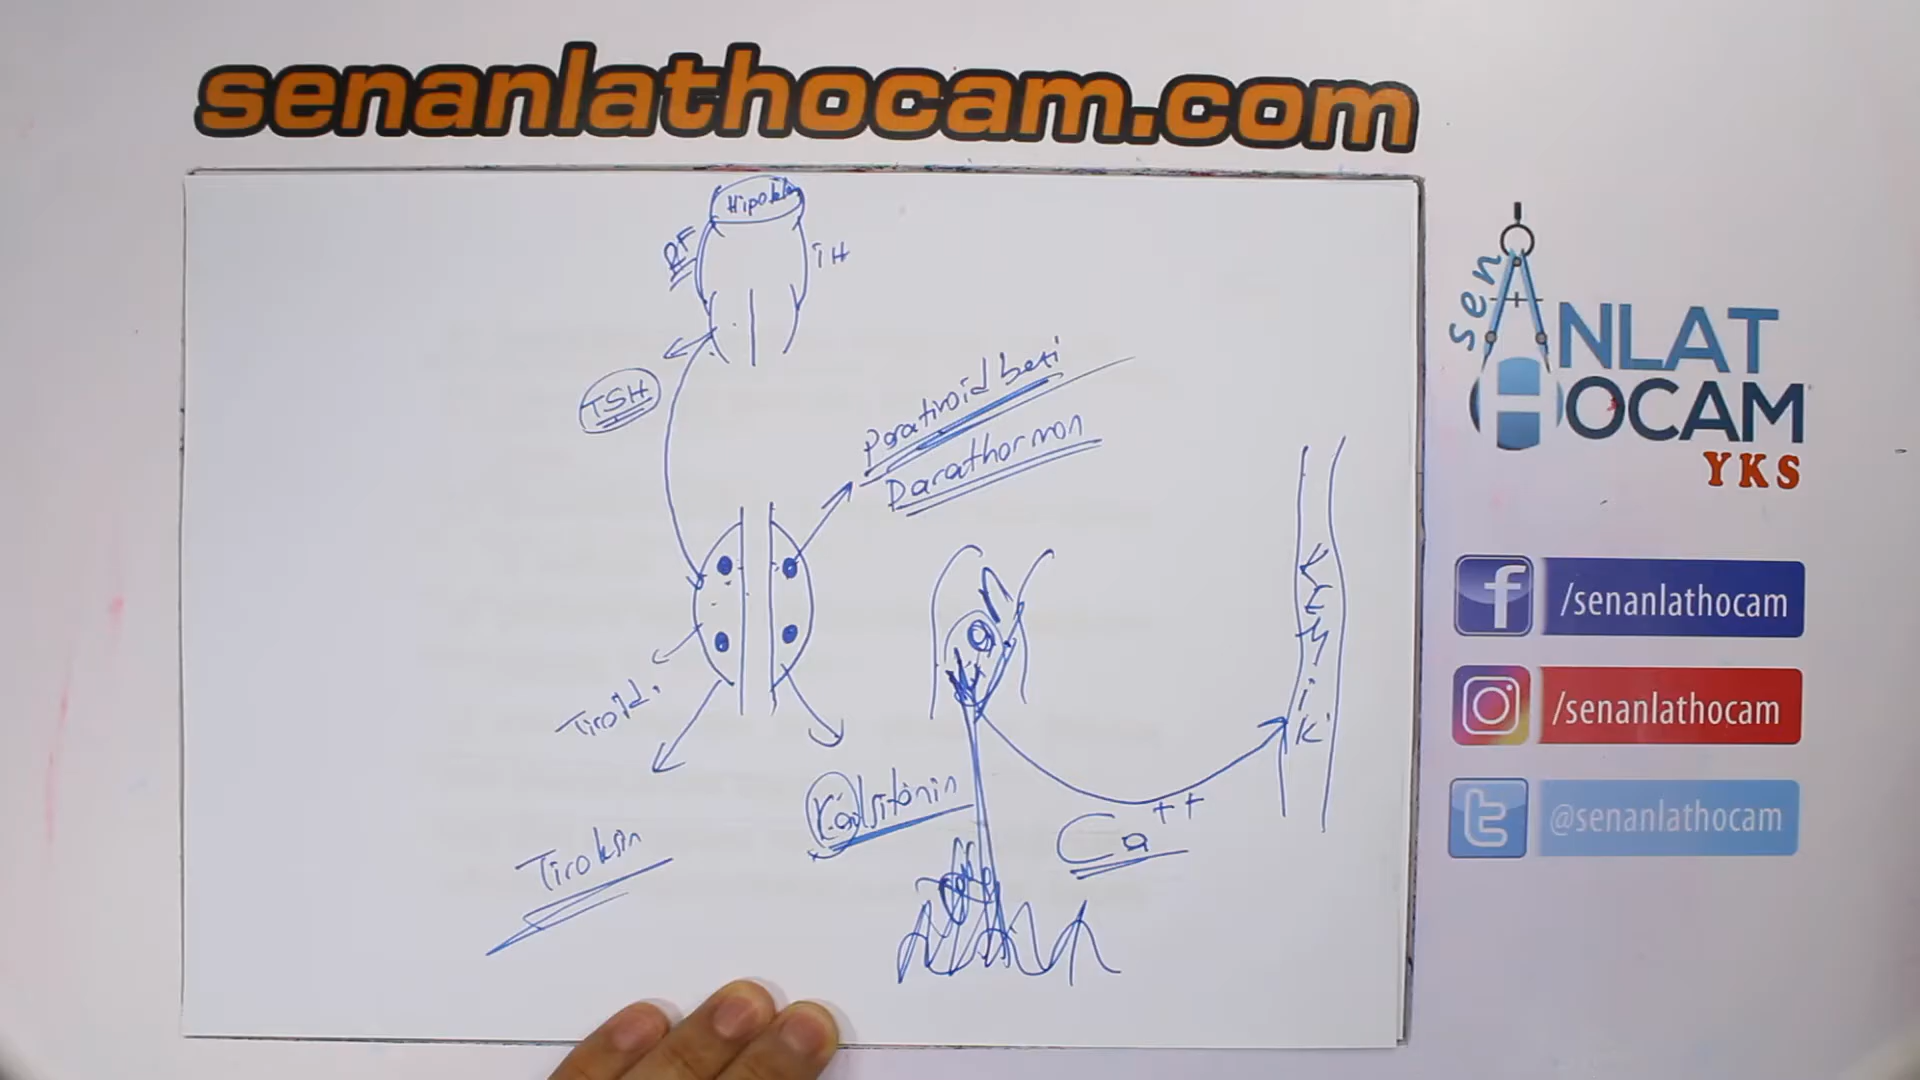 senanlathocam.com
Hipofiz
RF
İH
TSH
Paratiroid bezi
Parathormon
Tiroid
Tiroksin
Kalsitonin
Kan
Ca++
Kemik
sen
ANLAT
HOCAM
YKS
/senanlathocam
/senanlathocam
@senanlathocam